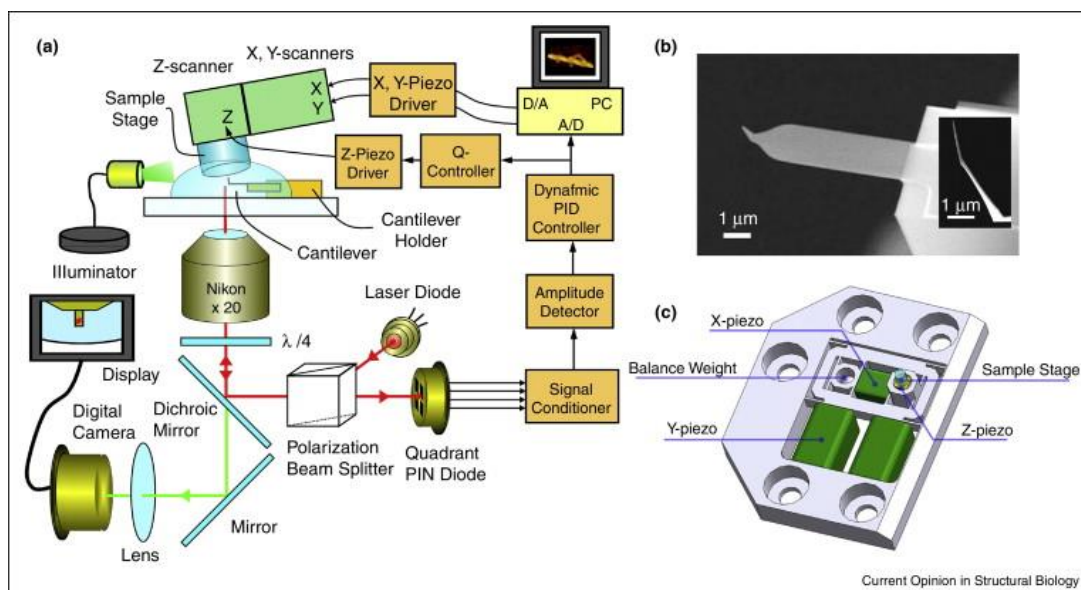 (a)
X, Y-scanners
Z-scanner
Sample
Stage
X
Y
Z
X, Y-Piezo
Driver
D/A PC
A/D
Z-Piezo
Driver
Q-
Controller
Dynafmic
PID
Controller
Cantilever
Holder
Cantilever
Illuminator
Nikon
x 20
Amplitude
Detector
Laser Diode
λ /4
Display
Digital
Camera
Dichroic
Mirror
Polarization
Beam Splitter
Quadrant
PIN Diode
Signal
Conditioner
Mirror
Lens
(b)
1 μm
1 μm
(c)
X-piezo
Balance Weight
Sample Stage
Y-piezo
Z-piezo
Current Opinion in Structural Biology